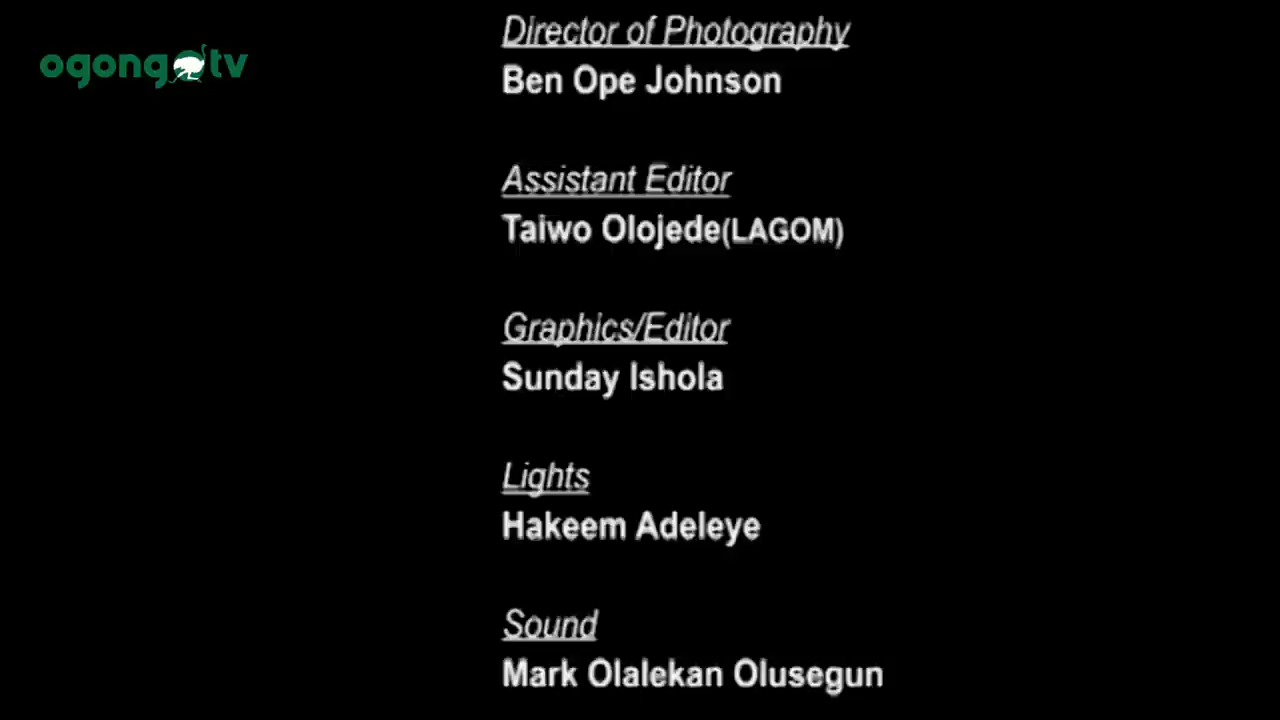 ogongotv
Director of Photography
Ben Ope Johnson
Assistant Editor
Taiwo Olojede(LAGOM)
Graphics/Editor
Sunday Ishola
Lights
Hakeem Adeleye
Sound
Mark Olalekan Olusegun